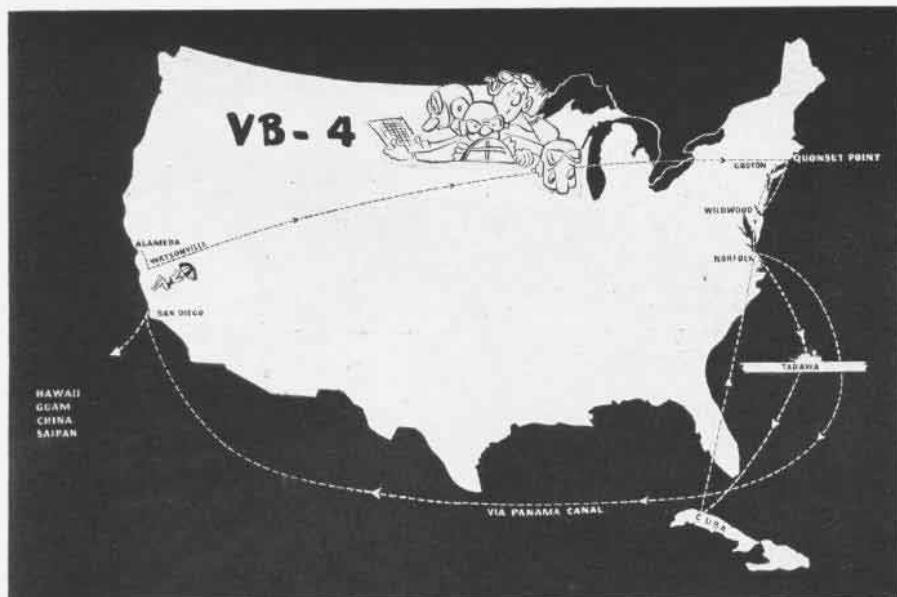 VB-4
QUONSET POINT
GROTON
WILDWOOD
ALAMEDA
WATSONVILLE
NORFOLK
SAN DIEGO
TARAWA
HAWAII
GUAM
CHINA
SAIPAN
VIA PANAMA CANAL
CUBA